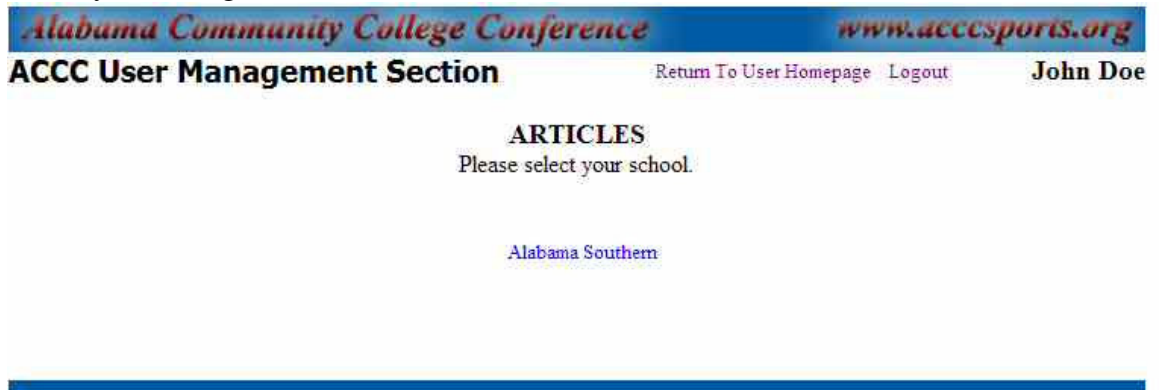 Alabama Community College Conference www.acccsports.org
ACCC User Management Section Return To User Homepage Logout John Doe
ARTICLES
Please select your school.
Alabama Southern